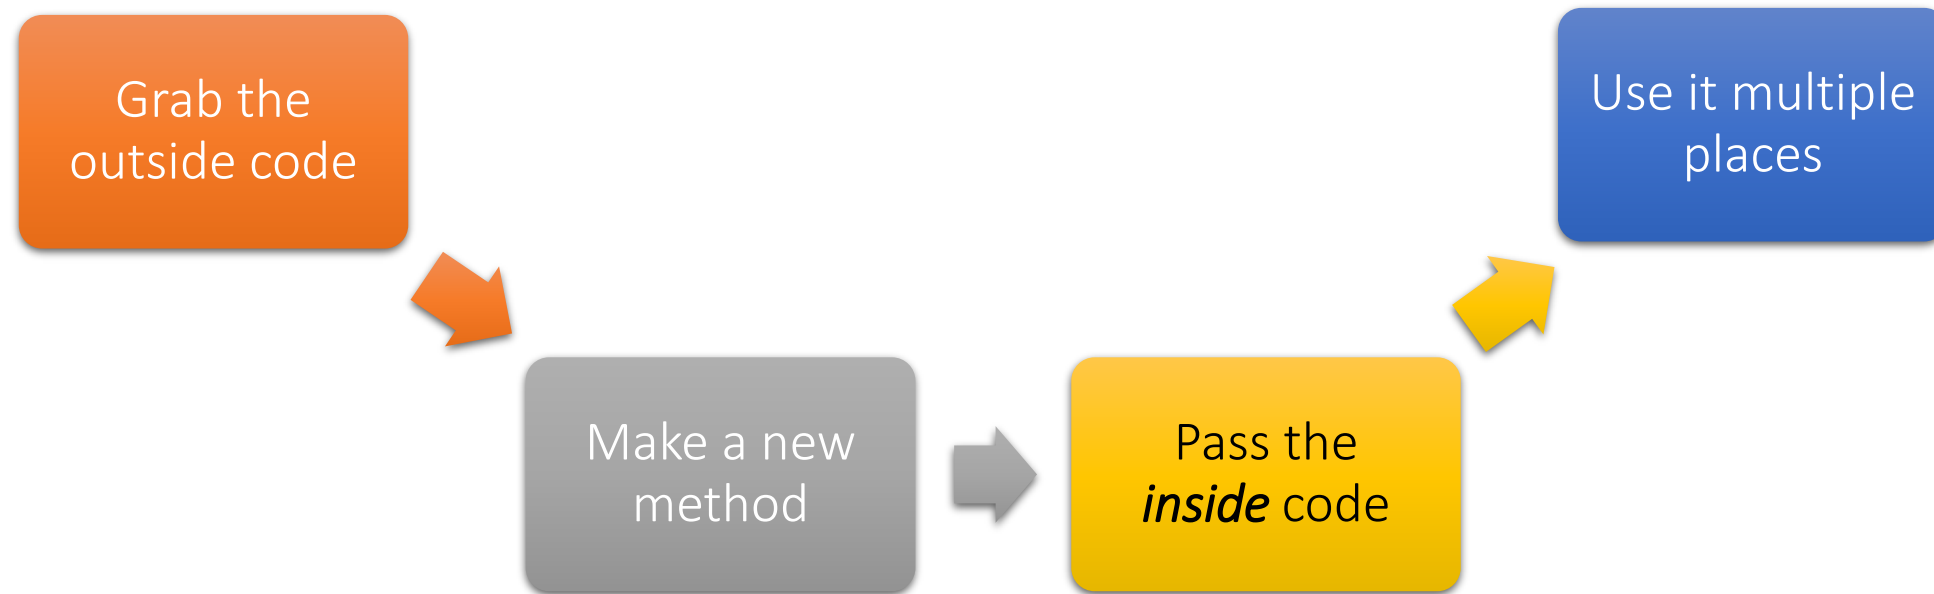 Grab the
outside code
Make a new
method
Pass the
inside code
Use it multiple
places